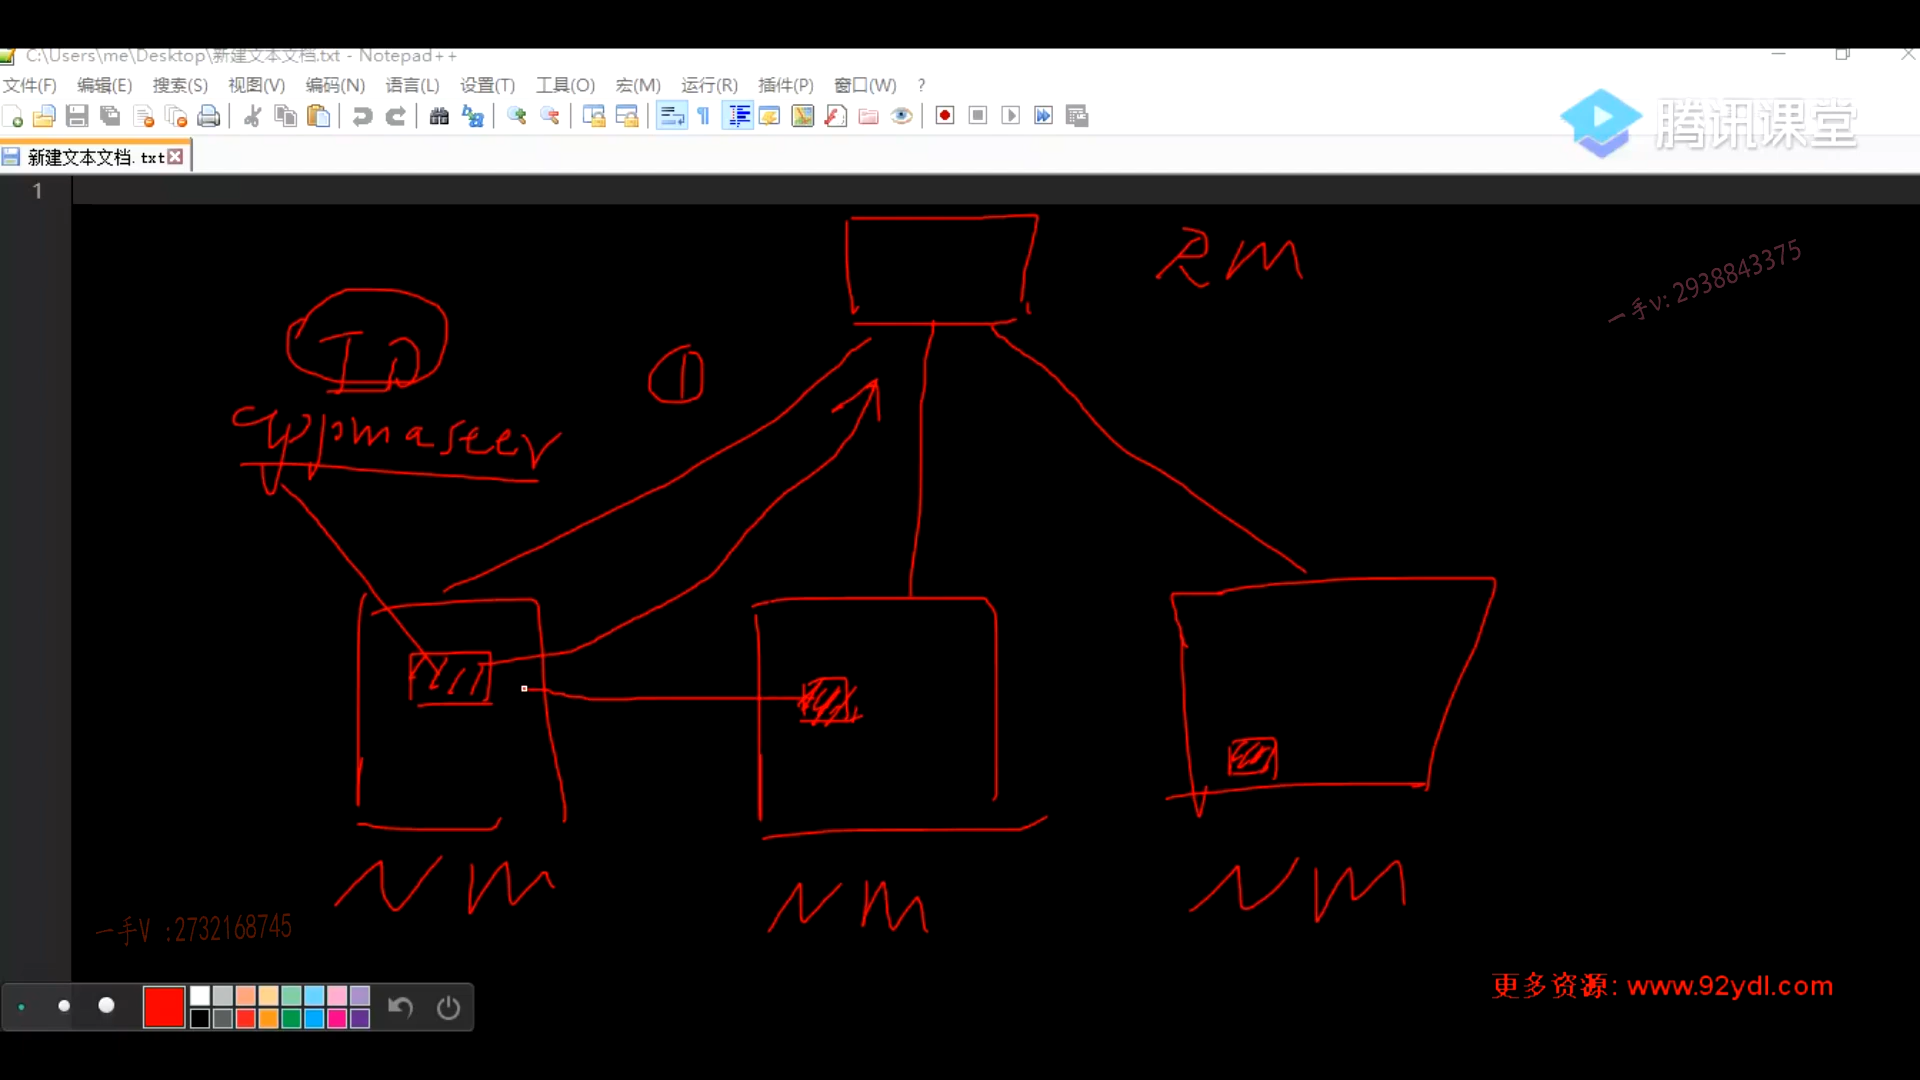 C:\Users\me\Desktop\新建文本文档.txt - Notepad++
文件(F) 编辑(E) 搜索(S) 视图(V) 编码(N) 语言(L) 设置(T) 工具(O) 宏(M) 运行(R) 插件(P) 窗口(W) ?
腾讯课堂
新建文本文档.txt
1
RM
一手v: 2938843375
ID
①
appmaster
NM
NM
NM
一手V :2732168745
更多资源: www.92ydl.com